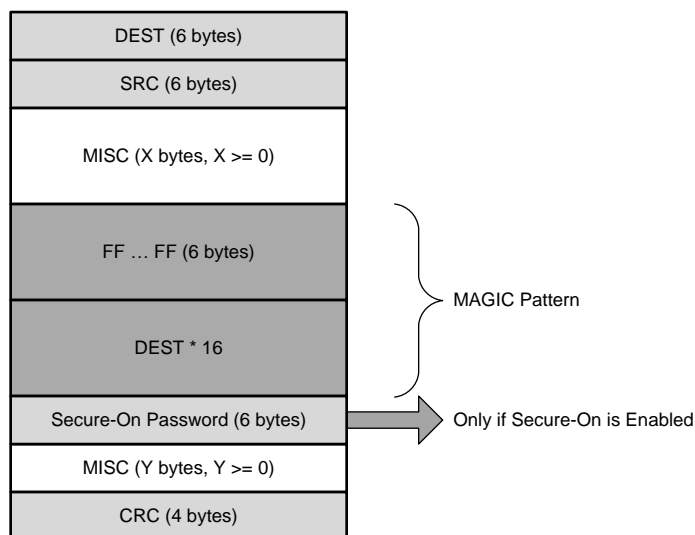 DEST (6 bytes)
SRC (6 bytes)
MISC (X bytes, X >= 0)
FF … FF (6 bytes)
MAGIC Pattern
DEST * 16
Secure-On Password (6 bytes)
Only if Secure-On is Enabled
MISC (Y bytes, Y >= 0)
CRC (4 bytes)